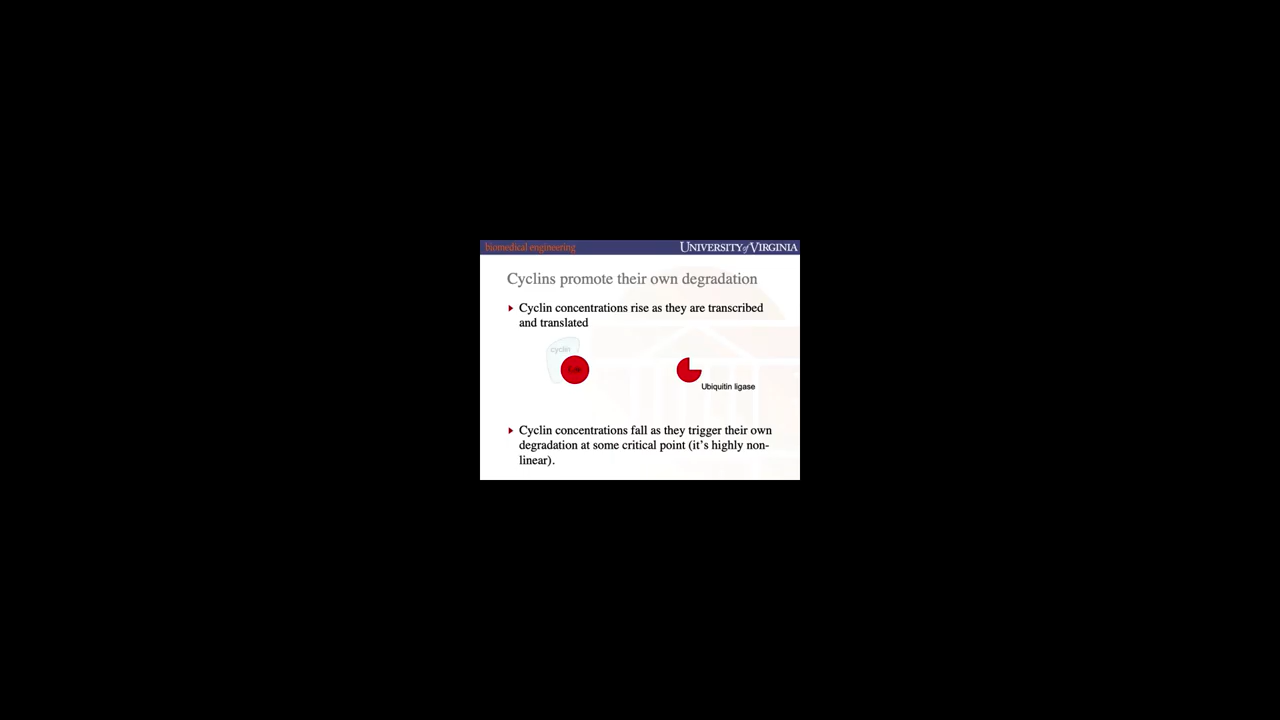 biomedical engineering
UNIVERSITY of VIRGINIA
Cyclins promote their own degradation
Cyclin concentrations rise as they are transcribed
and translated
cyclin
Cdk
Ubiquitin ligase
Cyclin concentrations fall as they trigger their own
degradation at some critical point (it's highly non-
linear).